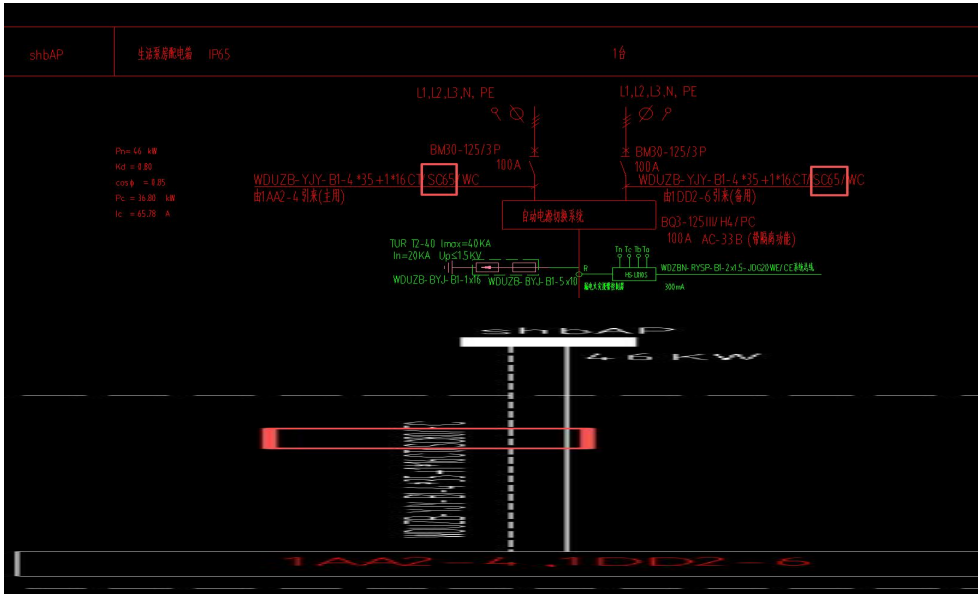 shbAP 生活泵房配电箱 IP65 1台
L1,L2,L3,N, PE L1,L2,L3,N, PE
Pn= 46 kW
Kd = 0.80
cosϕ = 0.85
Pc = 36.80 kW
Ic = 65.78 A
BM30-125/3P BM30-125/3P
100A 100A
WDUZB-YJY-B1-4*35+1*16 CT/SC65/WC WDUZB-YJY-B1-4*35+1*16 CT/SC65/WC
由1AA2-4引来(主用) 由1DD2-6引来(备用)
自动电源切换系统
BQ3-125III/H4/PC
100A AC-33B (带隔离功能)
TUR T2-40 Imax=40KA
In=20KA Up≤1.5KV
Tn Tc Tb Ta
WDUZB-BYJ-B1-1x16 WDUZB-BYJ-B1-5x10
R
WDZBN-RYSP-B1-2x1.5-JDG20WE/CE系统总线
300mA
shbAP
46KW
1AA2-4 ,1DD2-6